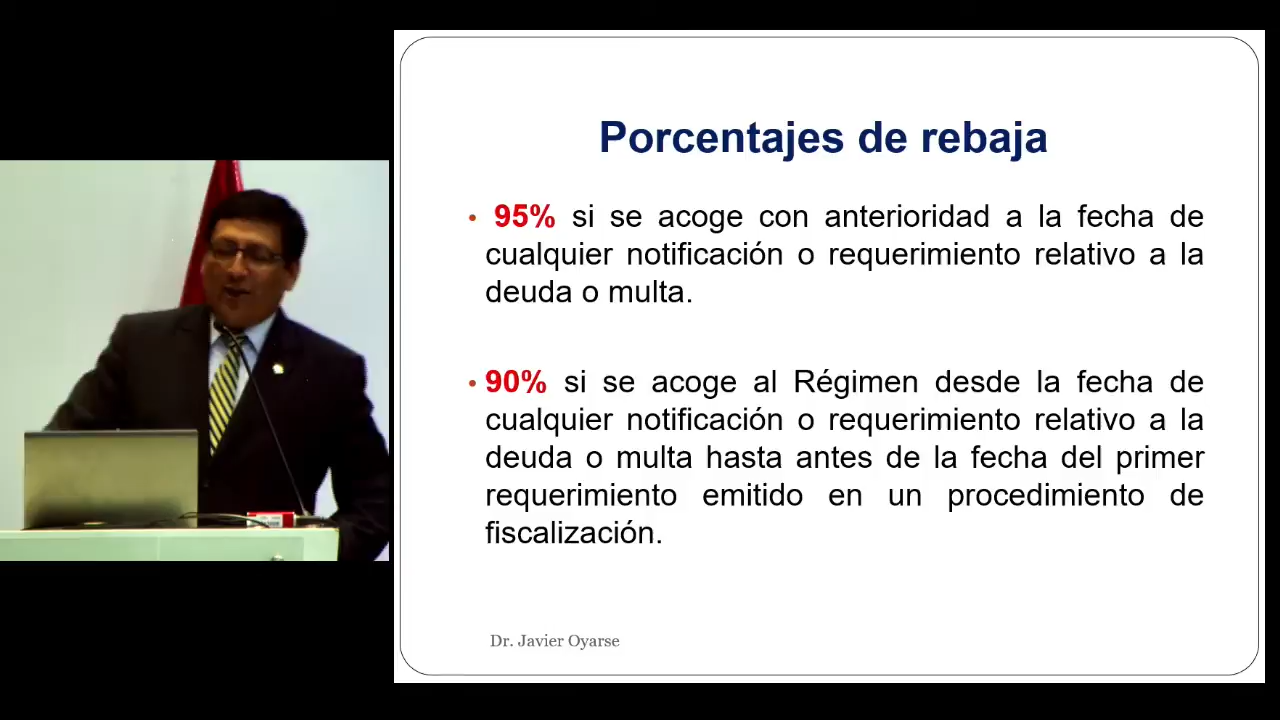 Porcentajes de rebaja
• 95% si se acoge con anterioridad a la fecha de
cualquier notificación o requerimiento relativo a la
deuda o multa.
• 90% si se acoge al Régimen desde la fecha de
cualquier notificación o requerimiento relativo a la
deuda o multa hasta antes de la fecha del primer
requerimiento emitido en un procedimiento de
fiscalización.
Dr. Javier Oyarse